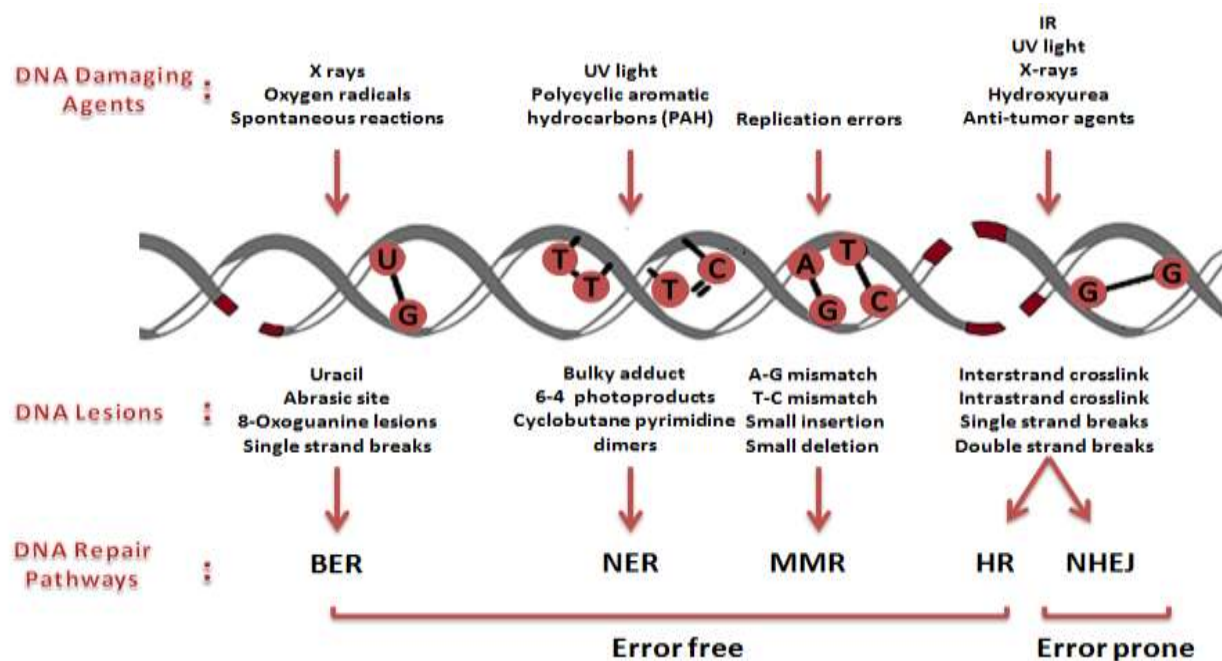 DNA Damaging
Agents :
X rays
Oxygen radicals
Spontaneous reactions
UV light
Polycyclic aromatic
hydrocarbons (PAH)
Replication errors
IR
UV light
X-rays
Hydroxyurea
Anti-tumor agents
U
G
T
T
T
C
A
G
T
C
G
G
DNA Lesions :
Uracil
Abrasic site
8-Oxoguanine lesions
Single strand breaks
Bulky adduct
6-4 photoproducts
Cyclobutane pyrimidine
dimers
A-G mismatch
T-C mismatch
Small insertion
Small deletion
Interstrand crosslink
Intrastrand crosslink
Single strand breaks
Double strand breaks
DNA Repair
Pathways :
BER
NER
MMR
HR
NHEJ
Error free
Error prone